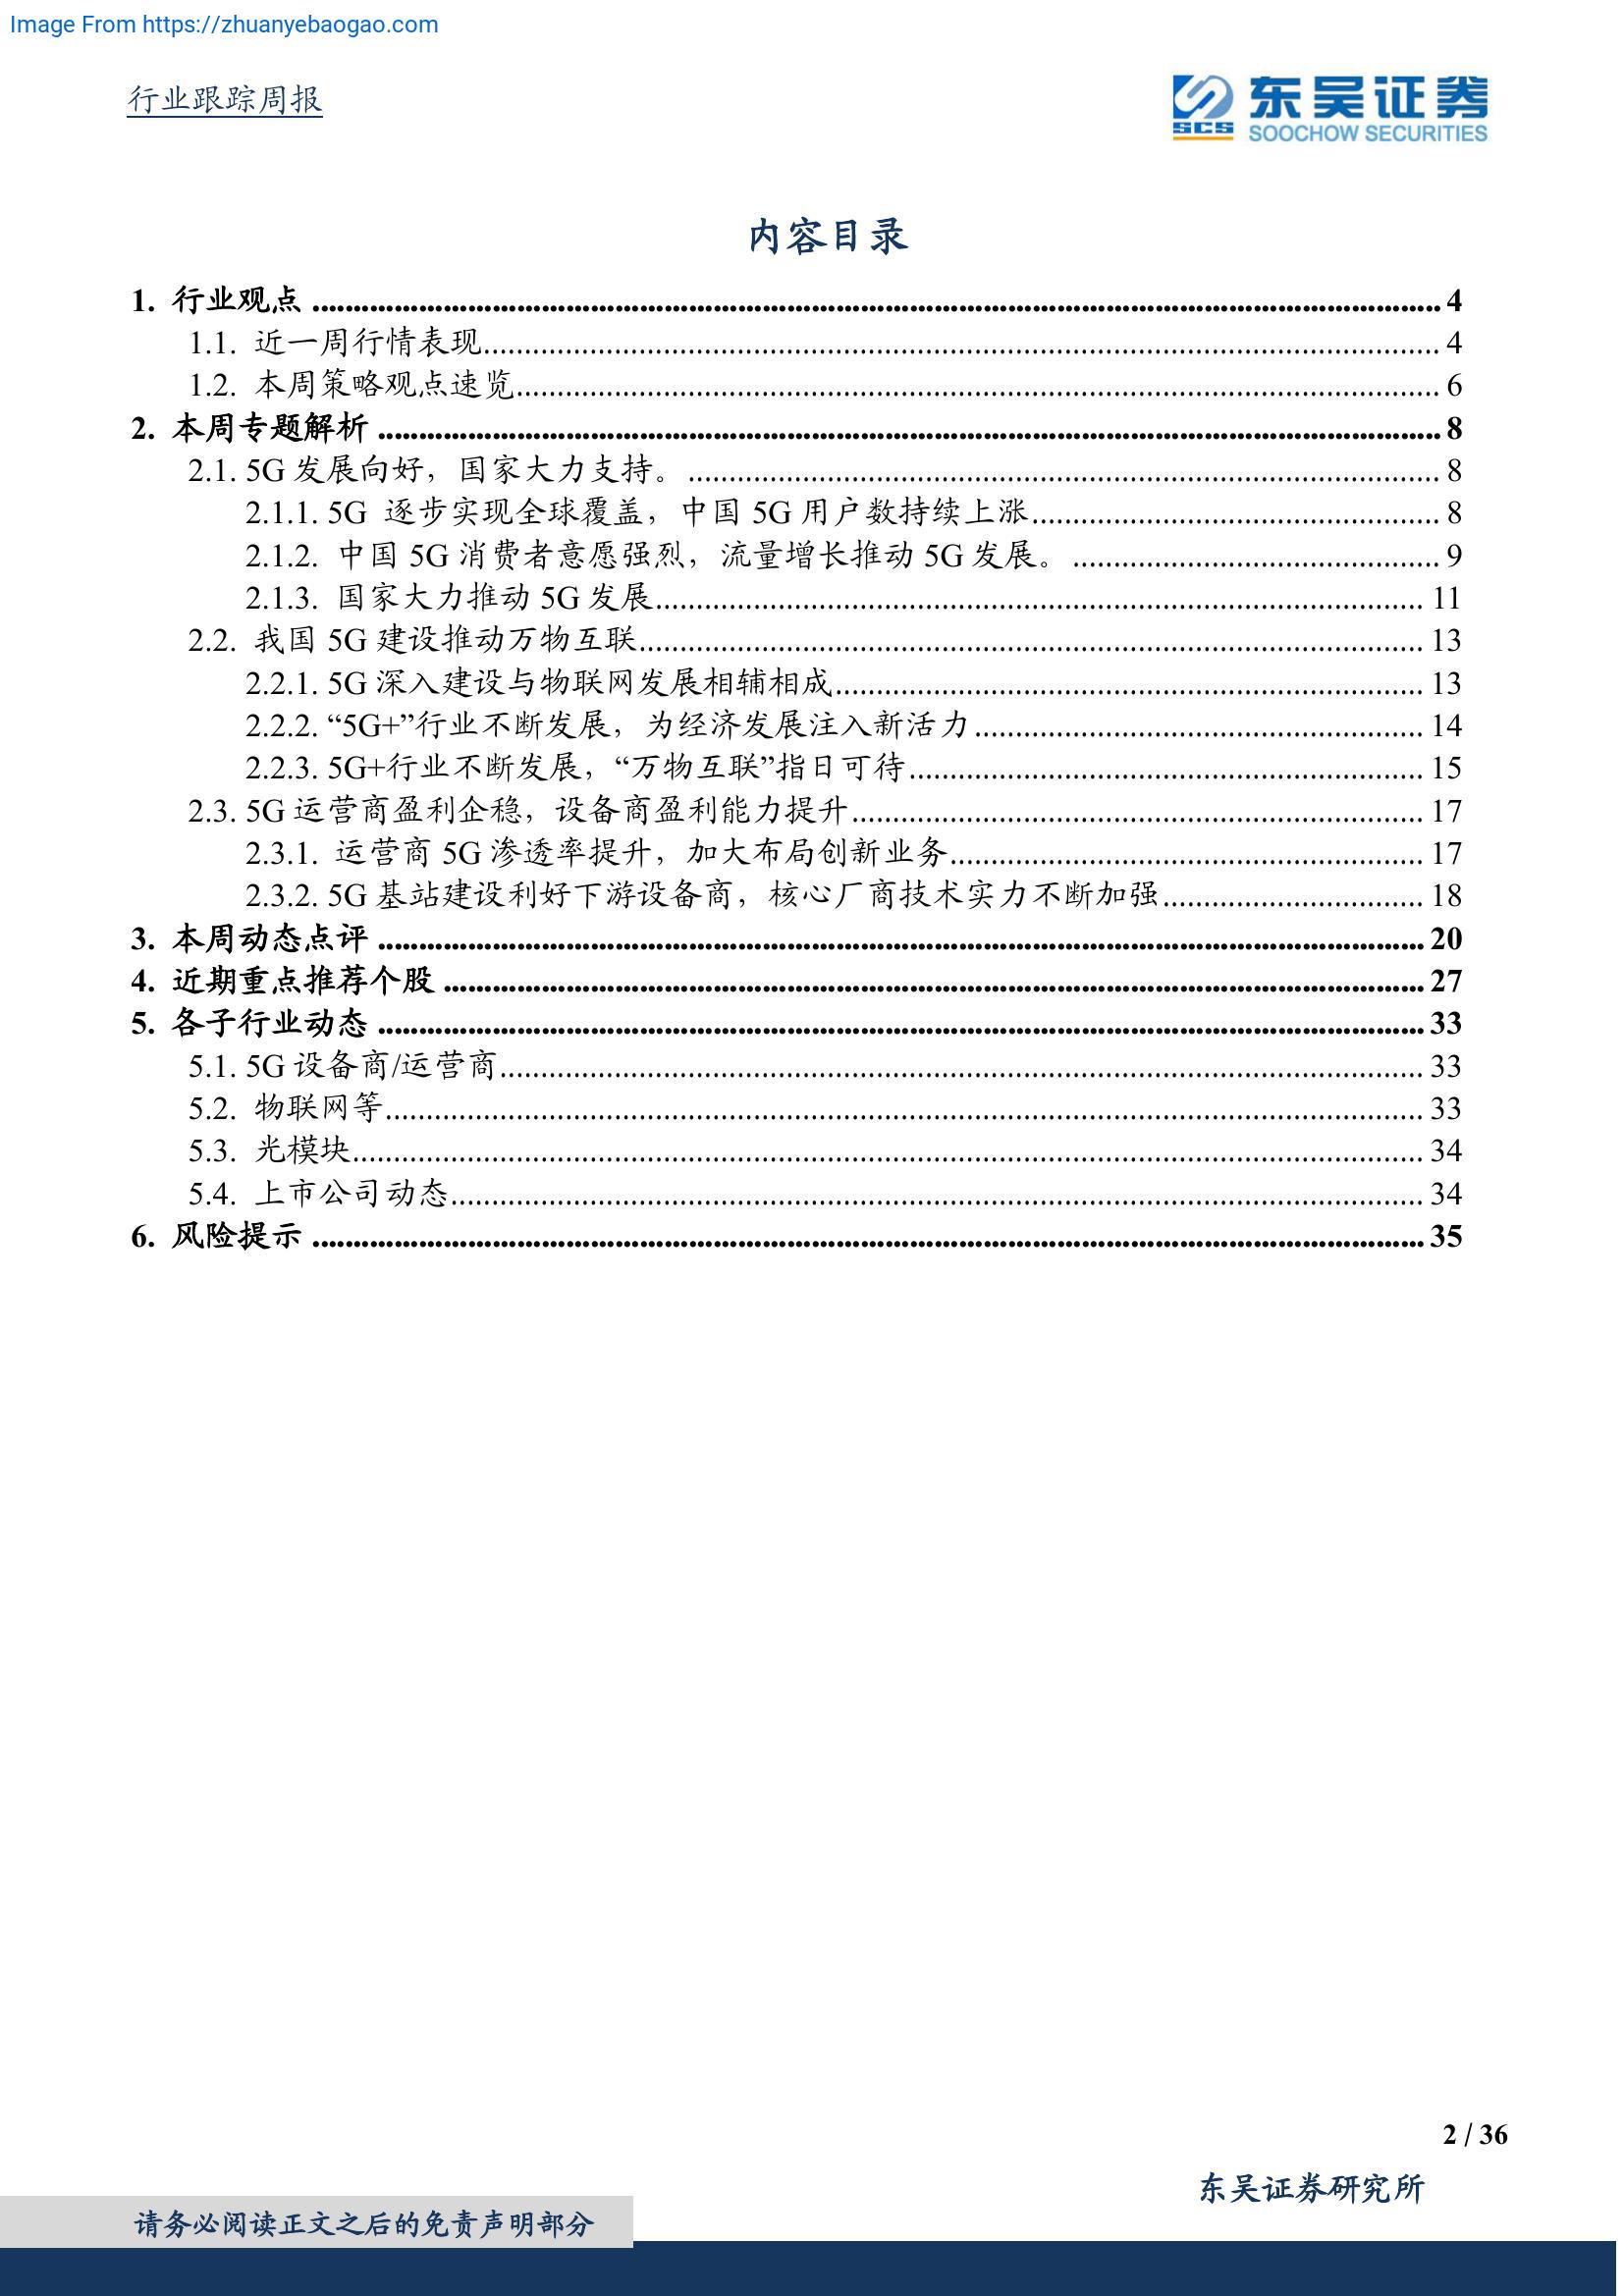 Image From https://zhuanyebaogao.com
行业跟踪周报
东吴证券
SCS
SOOCHOW SECURITIES
内容目录
1. 行业观点 ........ 4
1.1. 近一周行情表现........ 4
1.2. 本周策略观点速览........ 6
2. 本周专题解析 ........ 8
2.1. 5G 发展向好，国家大力支持。 ........ 8
2.1.1. 5G 逐步实现全球覆盖，中国 5G 用户数持续上涨........ 8
2.1.2. 中国 5G 消费者意愿强烈，流量增长推动 5G 发展。 ........ 9
2.1.3. 国家大力推动 5G 发展........ 11
2.2. 我国 5G 建设推动万物互联........ 13
2.2.1. 5G 深入建设与物联网发展相辅相成........ 13
2.2.2. “5G+”行业不断发展，为经济发展注入新活力........ 14
2.2.3. 5G+行业不断发展，“万物互联”指日可待........ 15
2.3. 5G 运营商盈利企稳，设备商盈利能力提升........ 17
2.3.1. 运营商 5G 渗透率提升，加大布局创新业务........ 17
2.3.2. 5G 基站建设利好下游设备商，核心厂商技术实力不断加强........ 18
3. 本周动态点评 ........ 20
4. 近期重点推荐个股 ........ 27
5. 各子行业动态 ........ 33
5.1. 5G 设备商/运营商........ 33
5.2. 物联网等........ 33
5.3. 光模块........ 34
5.4. 上市公司动态........ 34
6. 风险提示 ........ 35
2 / 36
东吴证券研究所
请务必阅读正文之后的免责声明部分